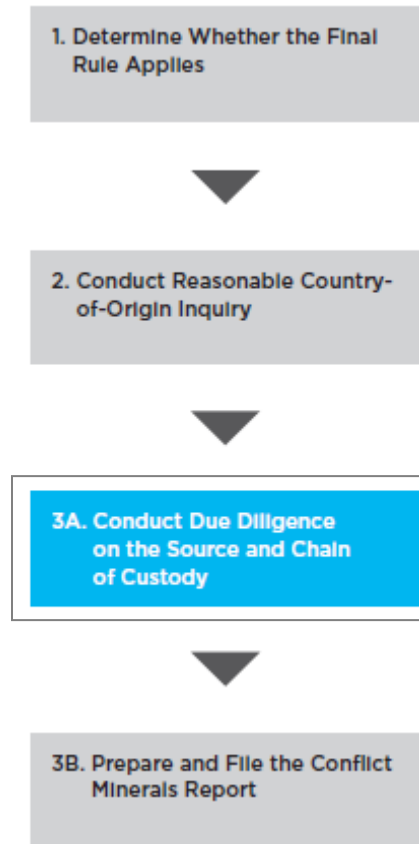 1. Determine Whether the Final
Rule Applies
2. Conduct Reasonable Country-
of-Origin Inquiry
3A. Conduct Due Diligence
on the Source and Chain
of Custody
3B. Prepare and File the Conflict
Minerals Report